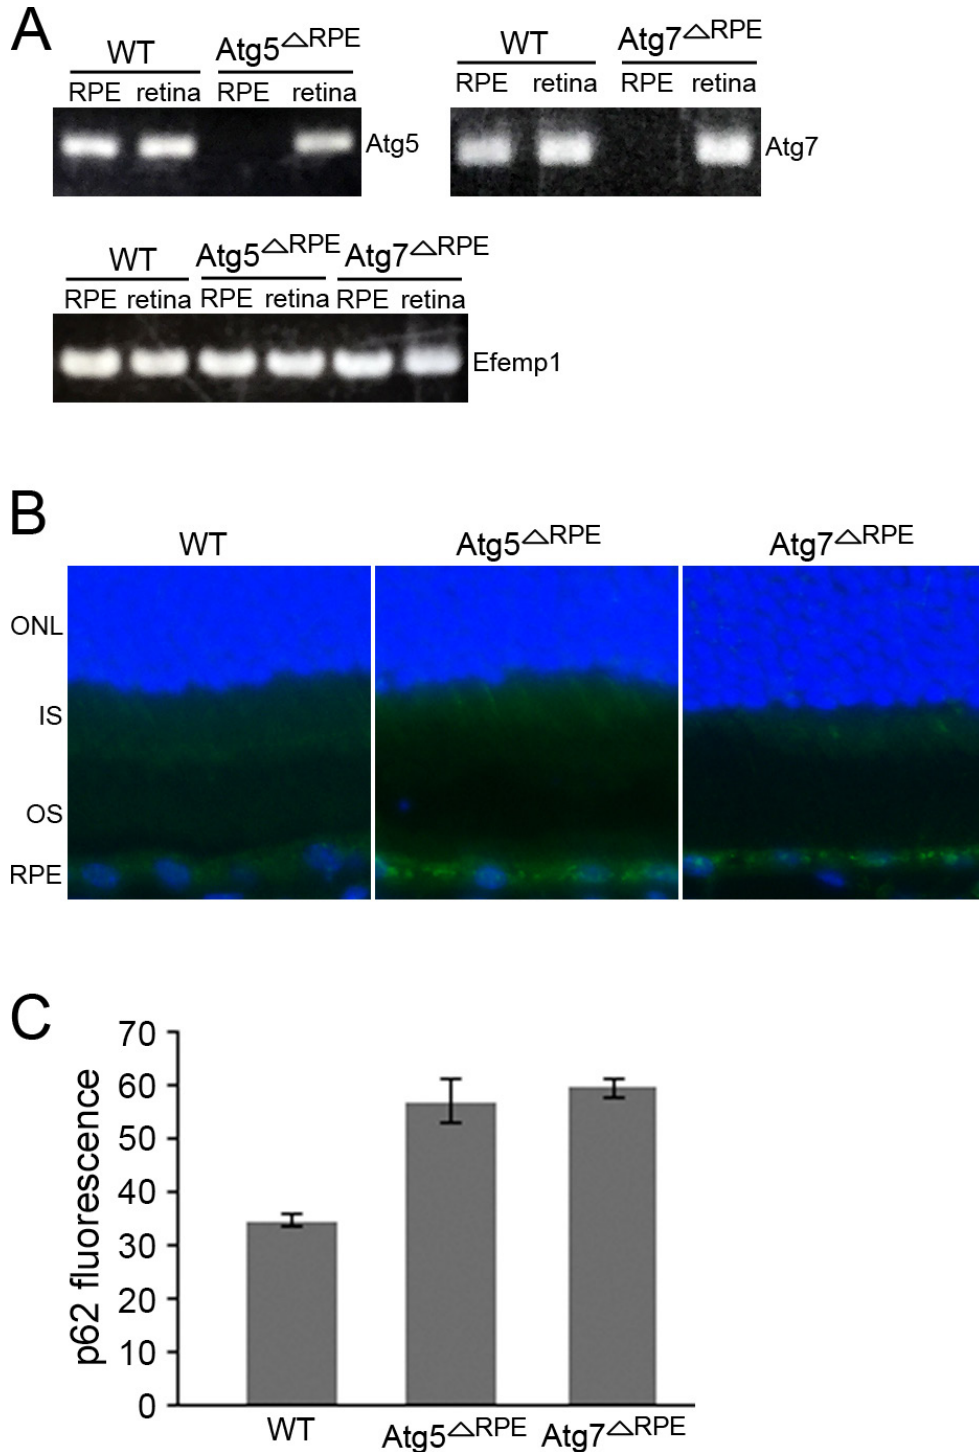 A
WT Atg5△RPE
RPE retina RPE retina
Atg5
WT Atg7△RPE
RPE retina RPE retina
Atg7
WT Atg5△RPE Atg7△RPE
RPE retina RPE retina RPE retina
Efemp1
B
WT Atg5△RPE Atg7△RPE
ONL
IS
OS
RPE
C
p62 fluorescence
70
60
50
40
30
20
10
0
WT Atg5△RPE Atg7△RPE